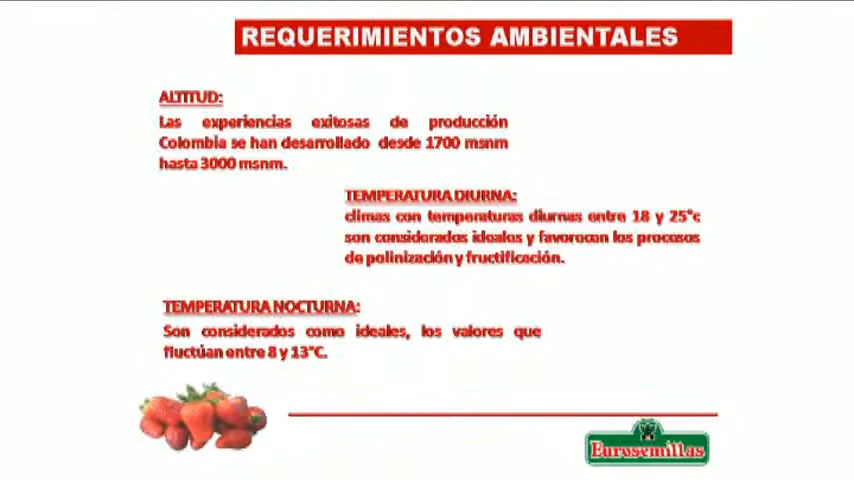 REQUERIMIENTOS AMBIENTALES
ALTITUD:
Las experiencias exitosas de producción
Colombia se han desarrollado desde 1700 msnm
hasta 3000 msnm.
TEMPERATURA DIURNA:
climas con temperaturas diurnas entre 18 y 25°c
son considerados ideales y favorecen los procesos
de polinización y fructificación.
TEMPERATURA NOCTURNA:
Son considerados como ideales, los valores que
fluctúan entre 8 y 13°C.
Eurosemillas